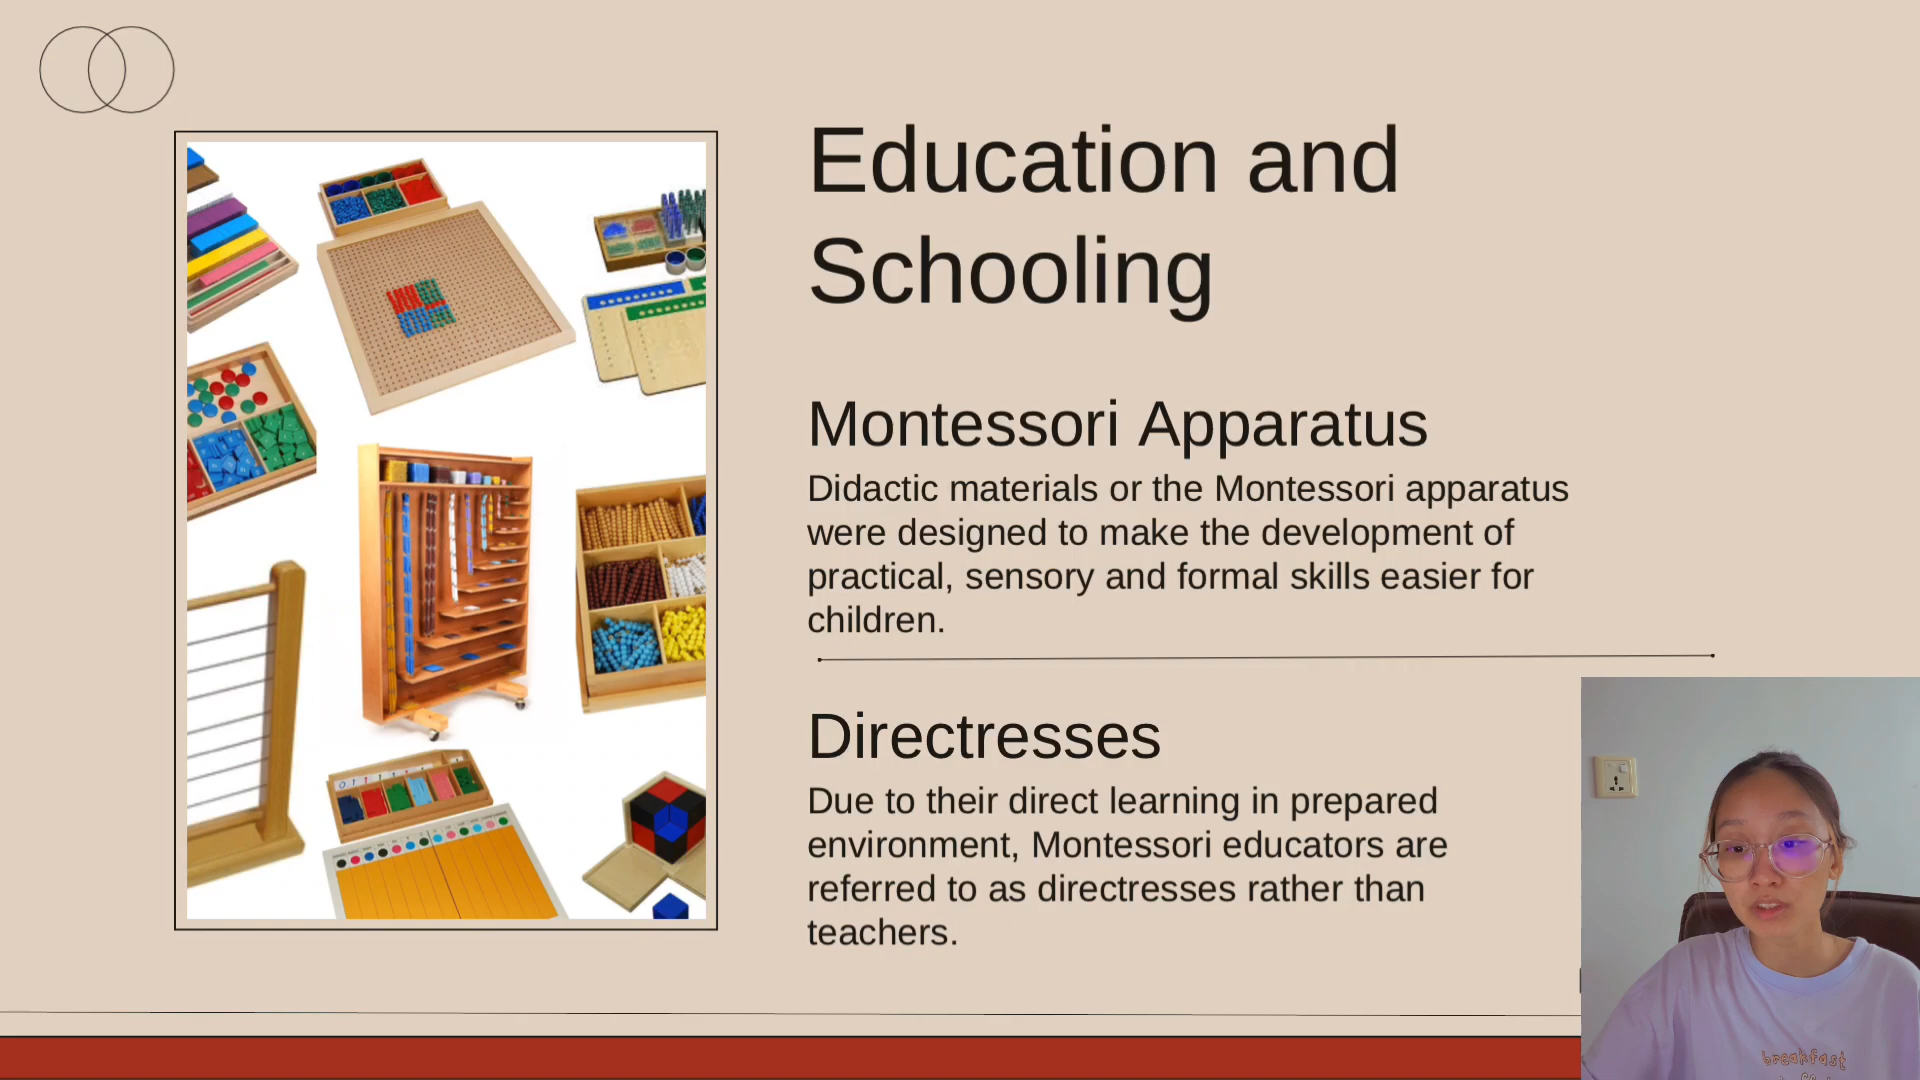 Education and
Schooling
Montessori Apparatus
Didactic materials or the Montessori apparatus
were designed to make the development of
practical, sensory and formal skills easier for
children.
Directresses
Due to their direct learning in prepared
environment, Montessori educators are
referred to as directresses rather than
teachers.
breakfast